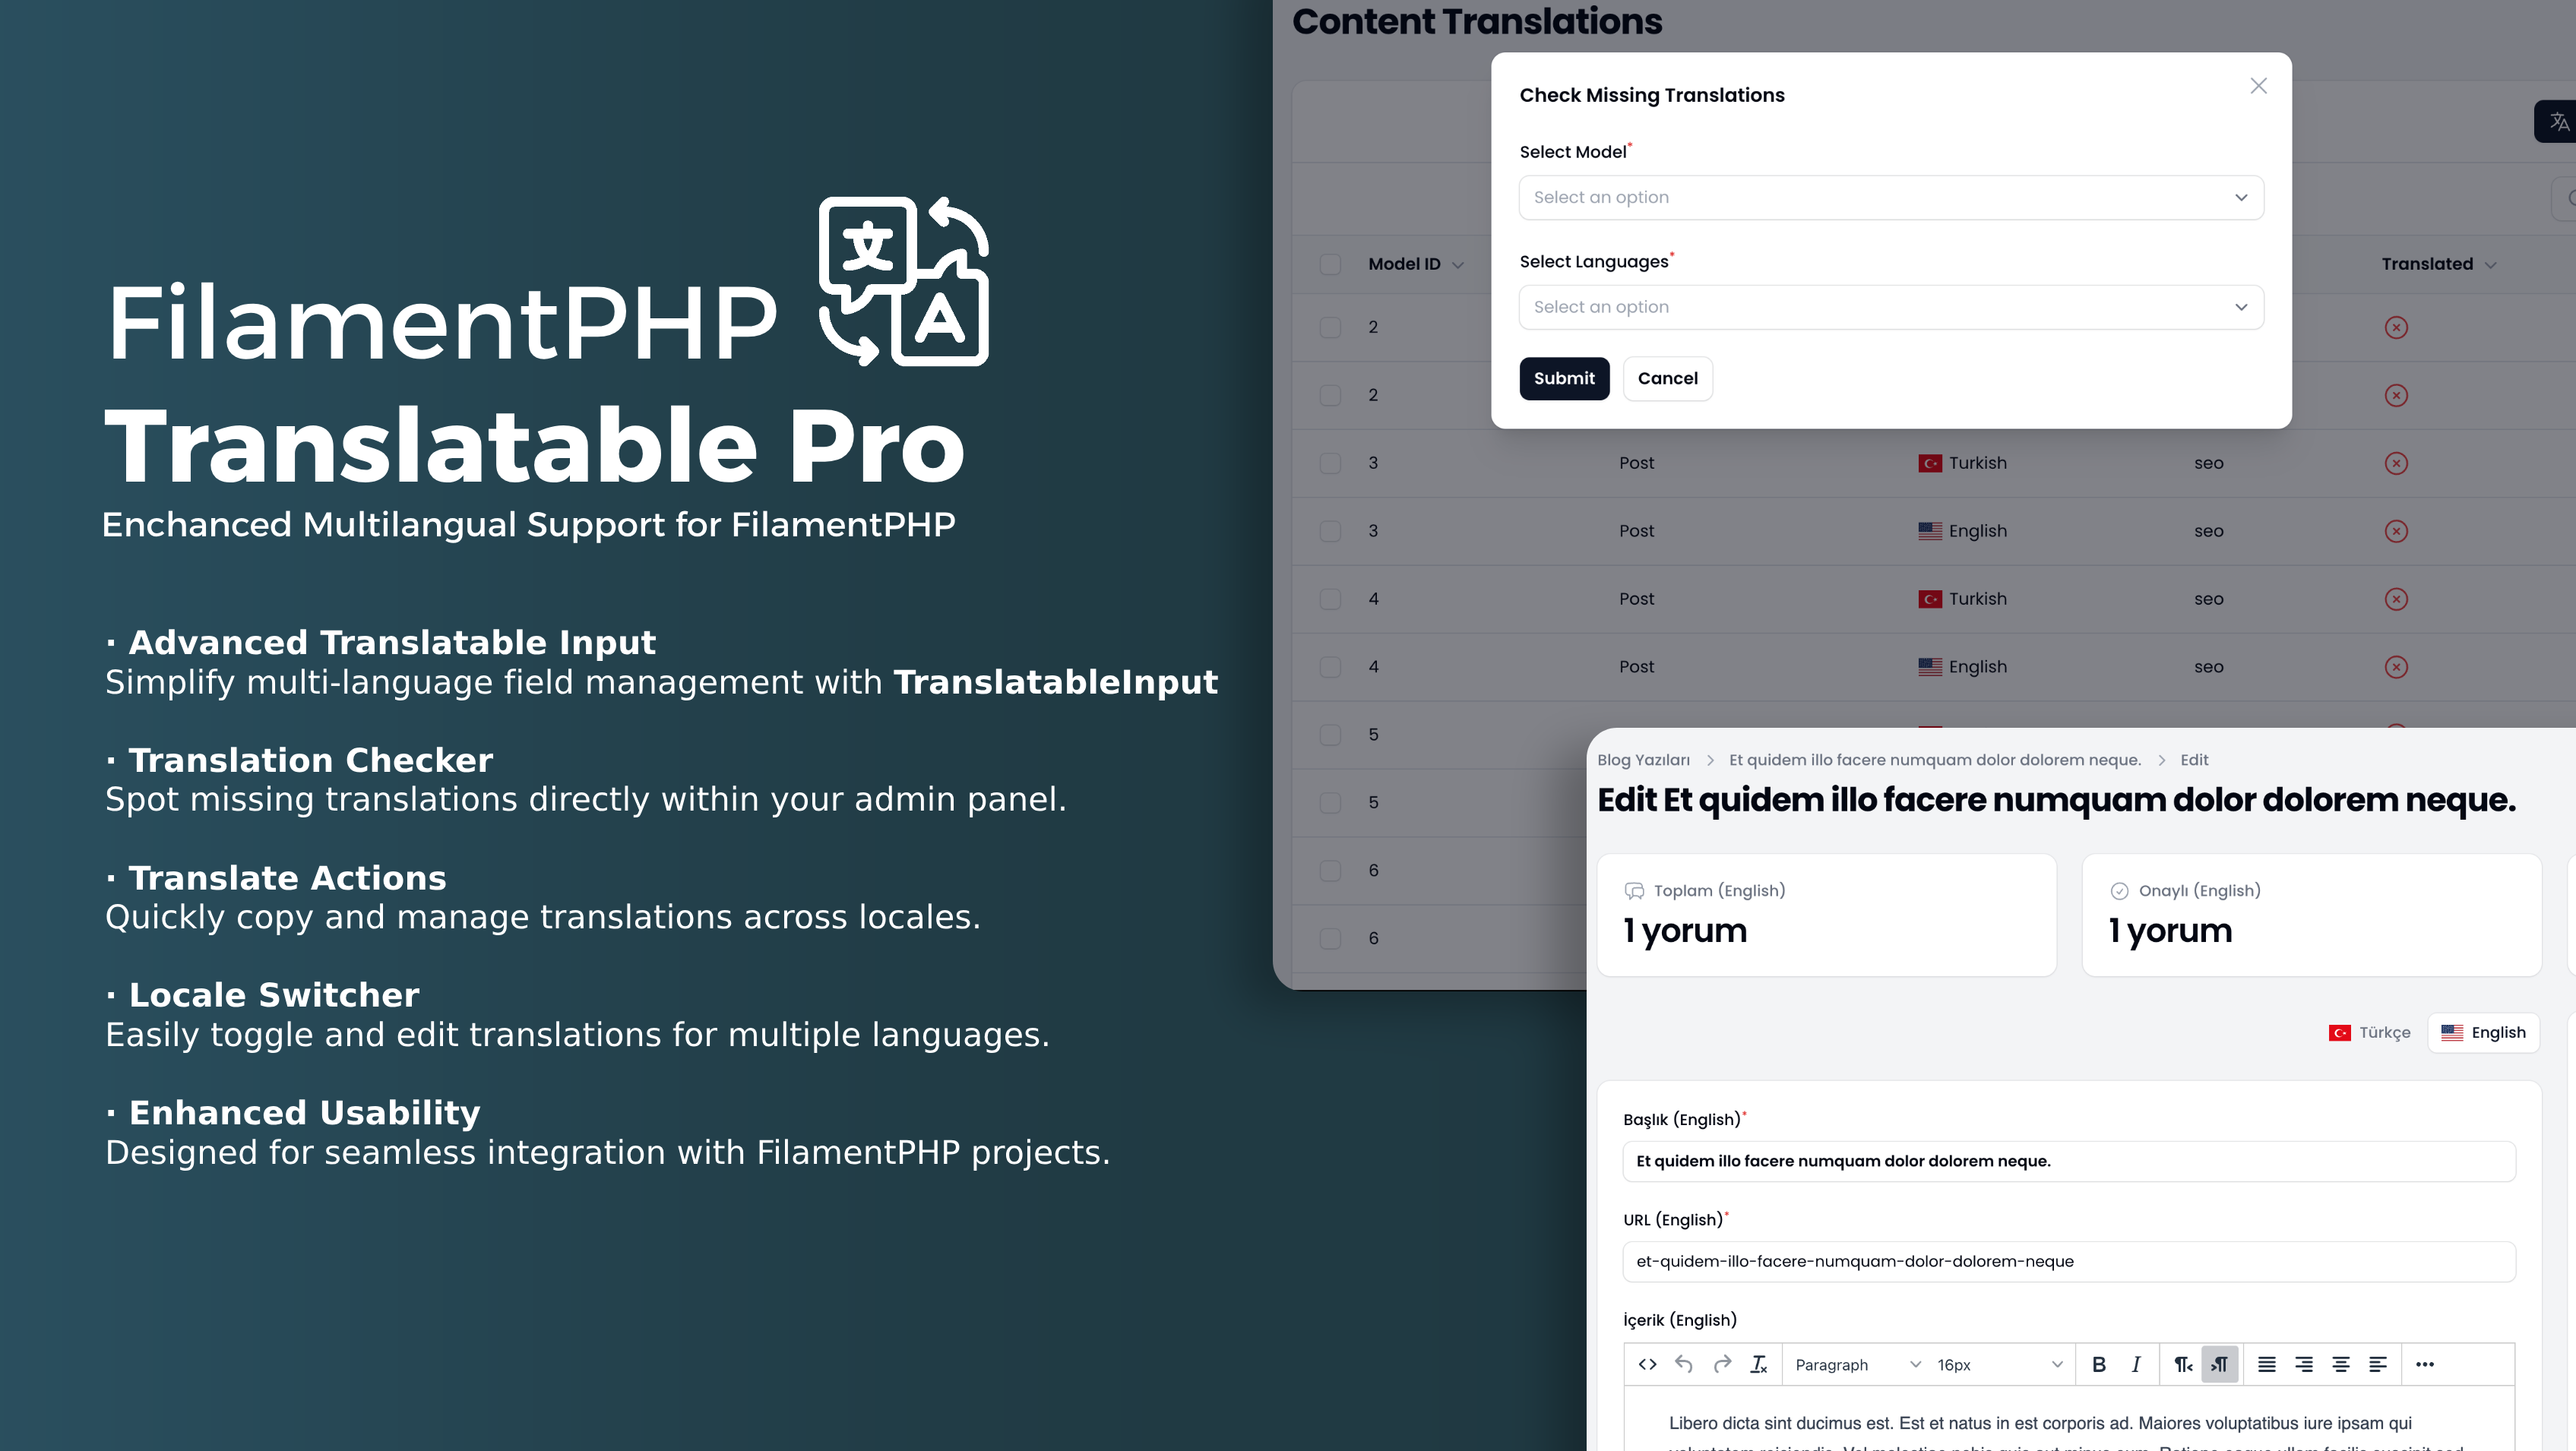 FilamentPHP
文
A
Translatable Pro
Enchanced Multilangual Support for FilamentPHP
· Advanced Translatable Input
Simplify multi-language field management with TranslatableInput
· Translation Checker
Spot missing translations directly within your admin panel.
· Translate Actions
Quickly copy and manage translations across locales.
· Locale Switcher
Easily toggle and edit translations for multiple languages.
· Enhanced Usability
Designed for seamless integration with FilamentPHP projects.
Content Translations
Check Missing Translations
Select Model*
Select an option
Select Languages*
Select an option
Submit Cancel
Model ID Translated
2
2
3 Post Turkish seo
3 Post English seo
4 Post Turkish seo
4 Post English seo
5
5
6
6
Blog Yazıları > Et quidem illo facere numquam dolor dolorem neque. > Edit
Edit Et quidem illo facere numquam dolor dolorem neque.
Toplam (English) Onaylı (English)
1 yorum 1 yorum
Türkçe English
Başlık (English)*
Et quidem illo facere numquam dolor dolorem neque.
URL (English)*
et-quidem-illo-facere-numquam-dolor-dolorem-neque
İçerik (English)
Paragraph 16px B I
Libero dicta sint ducimus est. Est et natus in est corporis ad. Maiores voluptatibus iure ipsam qui